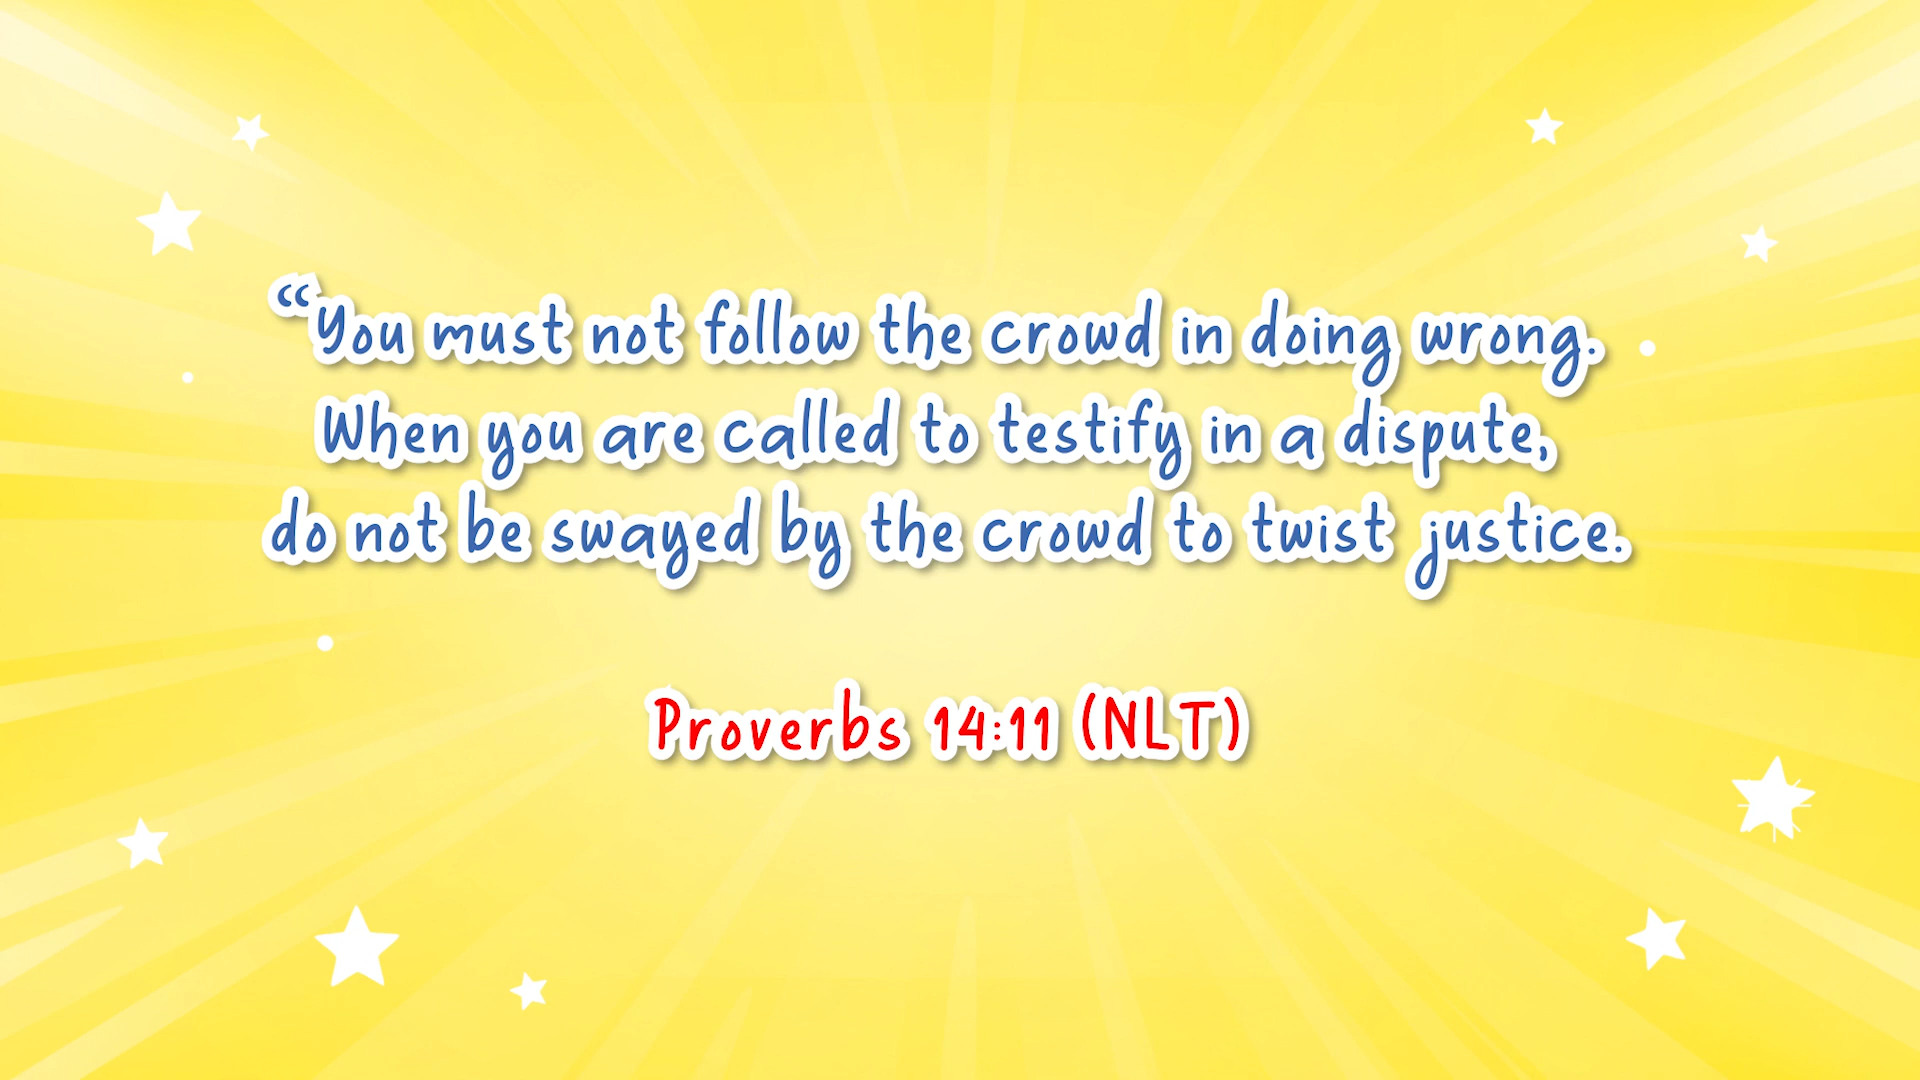 “You must not follow the crowd in doing wrong.
When you are called to testify in a dispute,
do not be swayed by the crowd to twist justice.
Proverbs 14:11 (NLT)